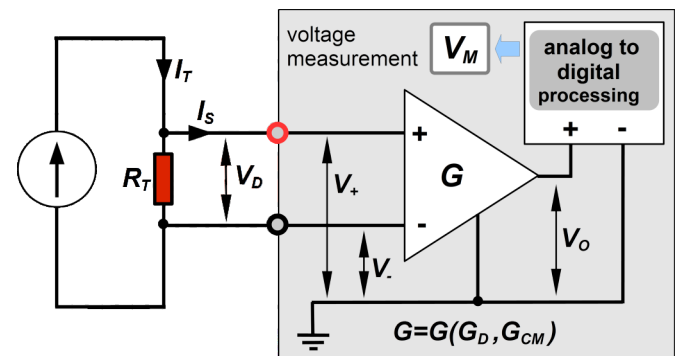 voltage
measurement
V_M
analog to
digital
processing
+ -
I_T
I_S
R_T
V_D
V_+
V_-
+
-
G
V_O
G=G(G_D,G_CM)